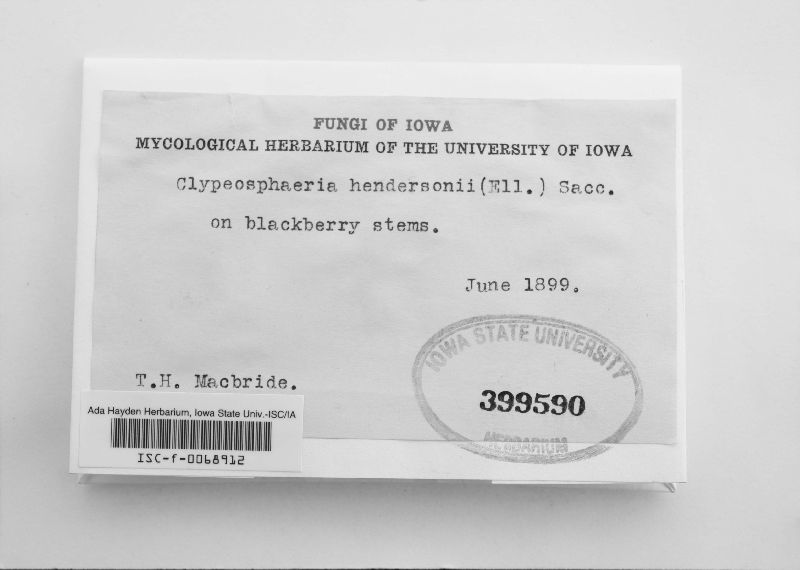 FUNGI OF IOWA
MYCOLOGICAL HERBARIUM OF THE UNIVERSITY OF IOWA
Clypeosphaeria hendersonii (Ell.) Sacc.
on blackberry stems.
June 1899.
IOWA STATE UNIVERSITY
399590
HERBARIUM
T.H. Macbride.
Ada Hayden Herbarium, Iowa State Univ.-ISC/IA
ISC-f-0068912